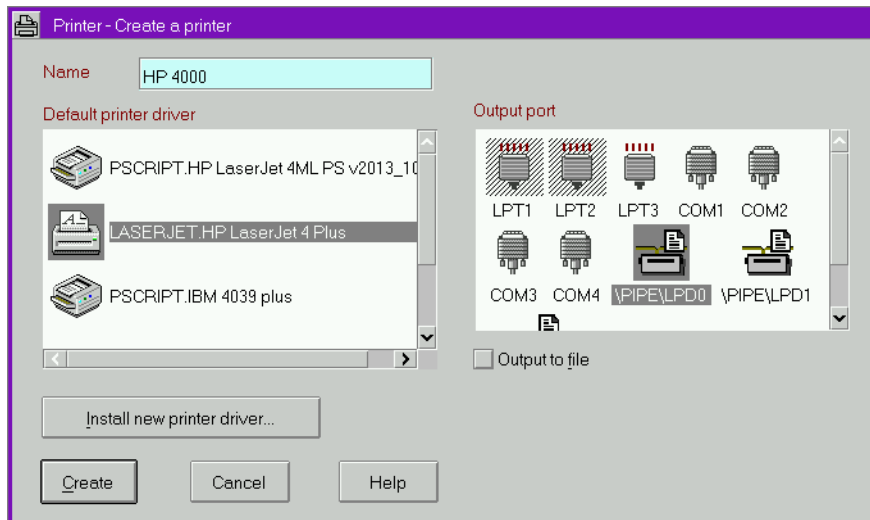 Printer - Create a printer
Name
HP 4000
Default printer driver
PSCRIPT.HP LaserJet 4ML PS v2013_10
LASERJET.HP LaserJet 4 Plus
PSCRIPT.IBM 4039 plus
Output port
LPT1 LPT2 LPT3 COM1 COM2
COM3 COM4 \PIPE\LPD0 \PIPE\LPD1
Output to file
Install new printer driver...
Create Cancel Help